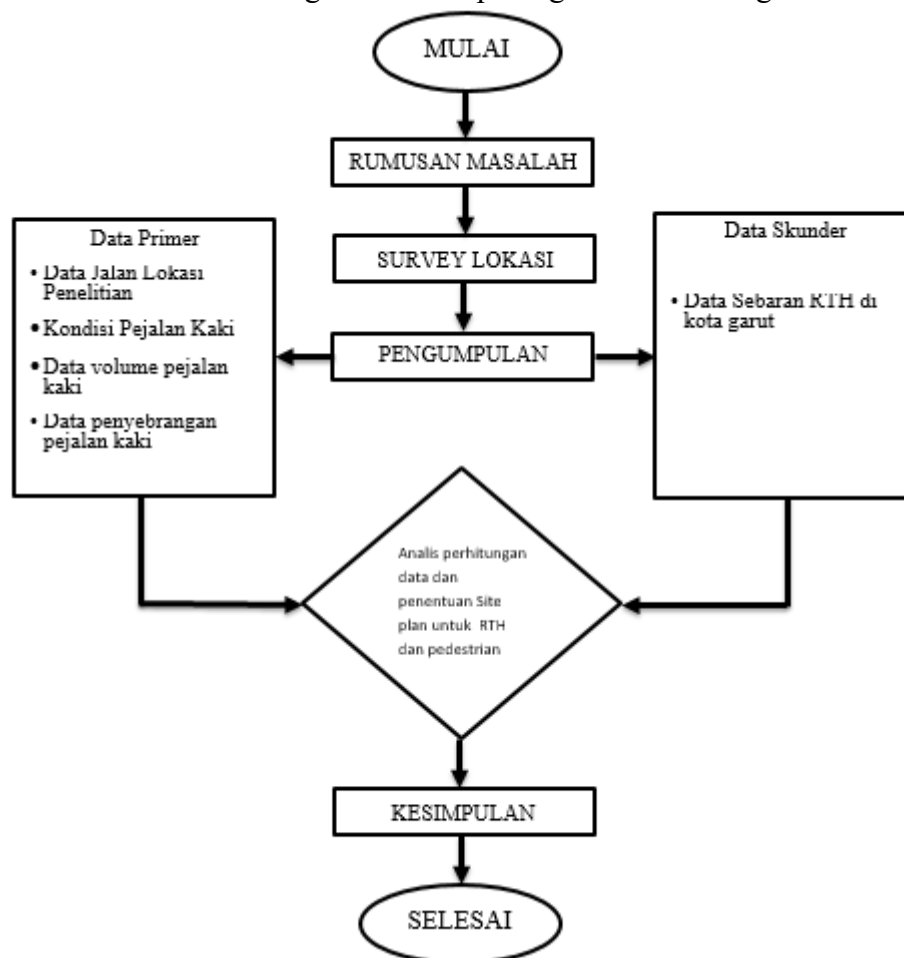 MULAI
RUMUSAN MASALAH
SURVEY LOKASI
PENGUMPULAN
Data Primer
• Data Jalan Lokasi
Penelitian
• Kondisi Pejalan Kaki
• Data volume pejalan
kaki
• Data penyebrangan
pejalan kaki
Data Skunder
• Data Sebaran RTH di
kota garut
Analis perhitungan
data dan
penentuan Site
plan untuk RTH
dan pedestrian
KESIMPULAN
SELESAI